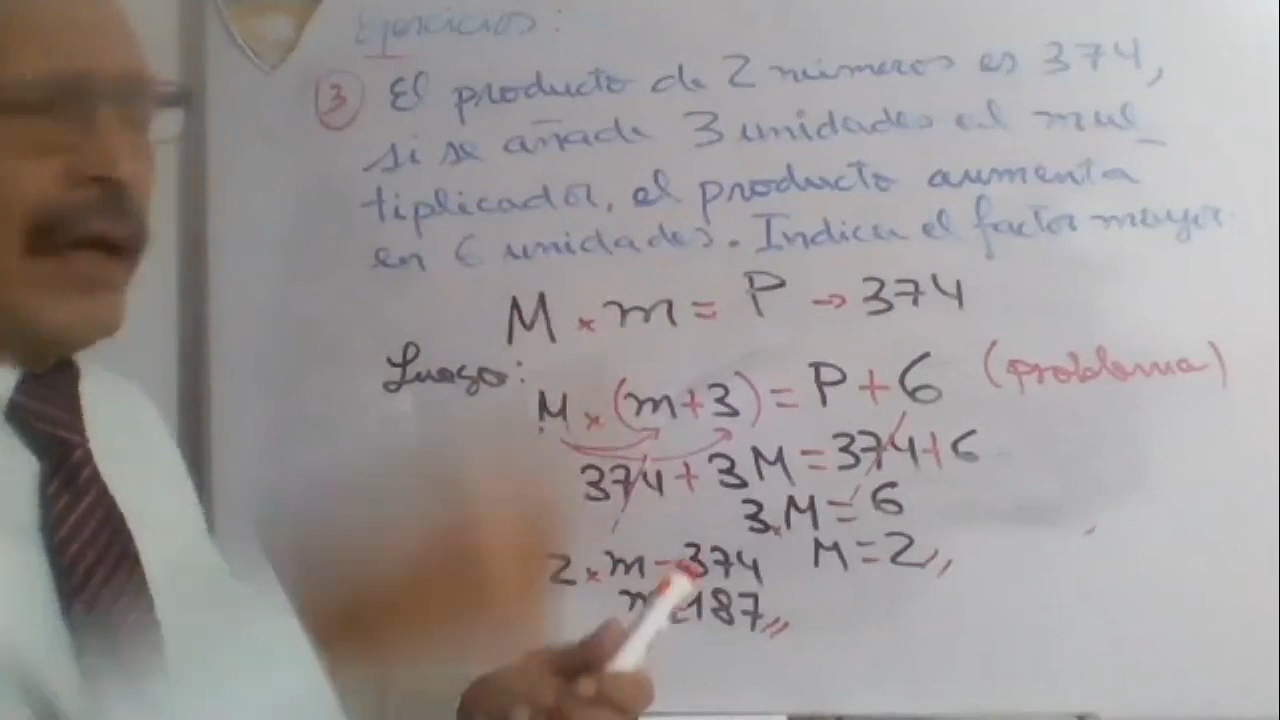 Ejercicios:
3 El producto de 2 números es 374,
si se añade 3 unidades al mul_
tiplicador, el producto aumenta
en 6 unidades. Indicar el factor mayor.
M × m = P → 374
Luego:
M × (m+3) = P + 6 (problema)
374 + 3M = 374 + 6
3.M = 6
2 × m = 374 M = 2,,
m = 187,,